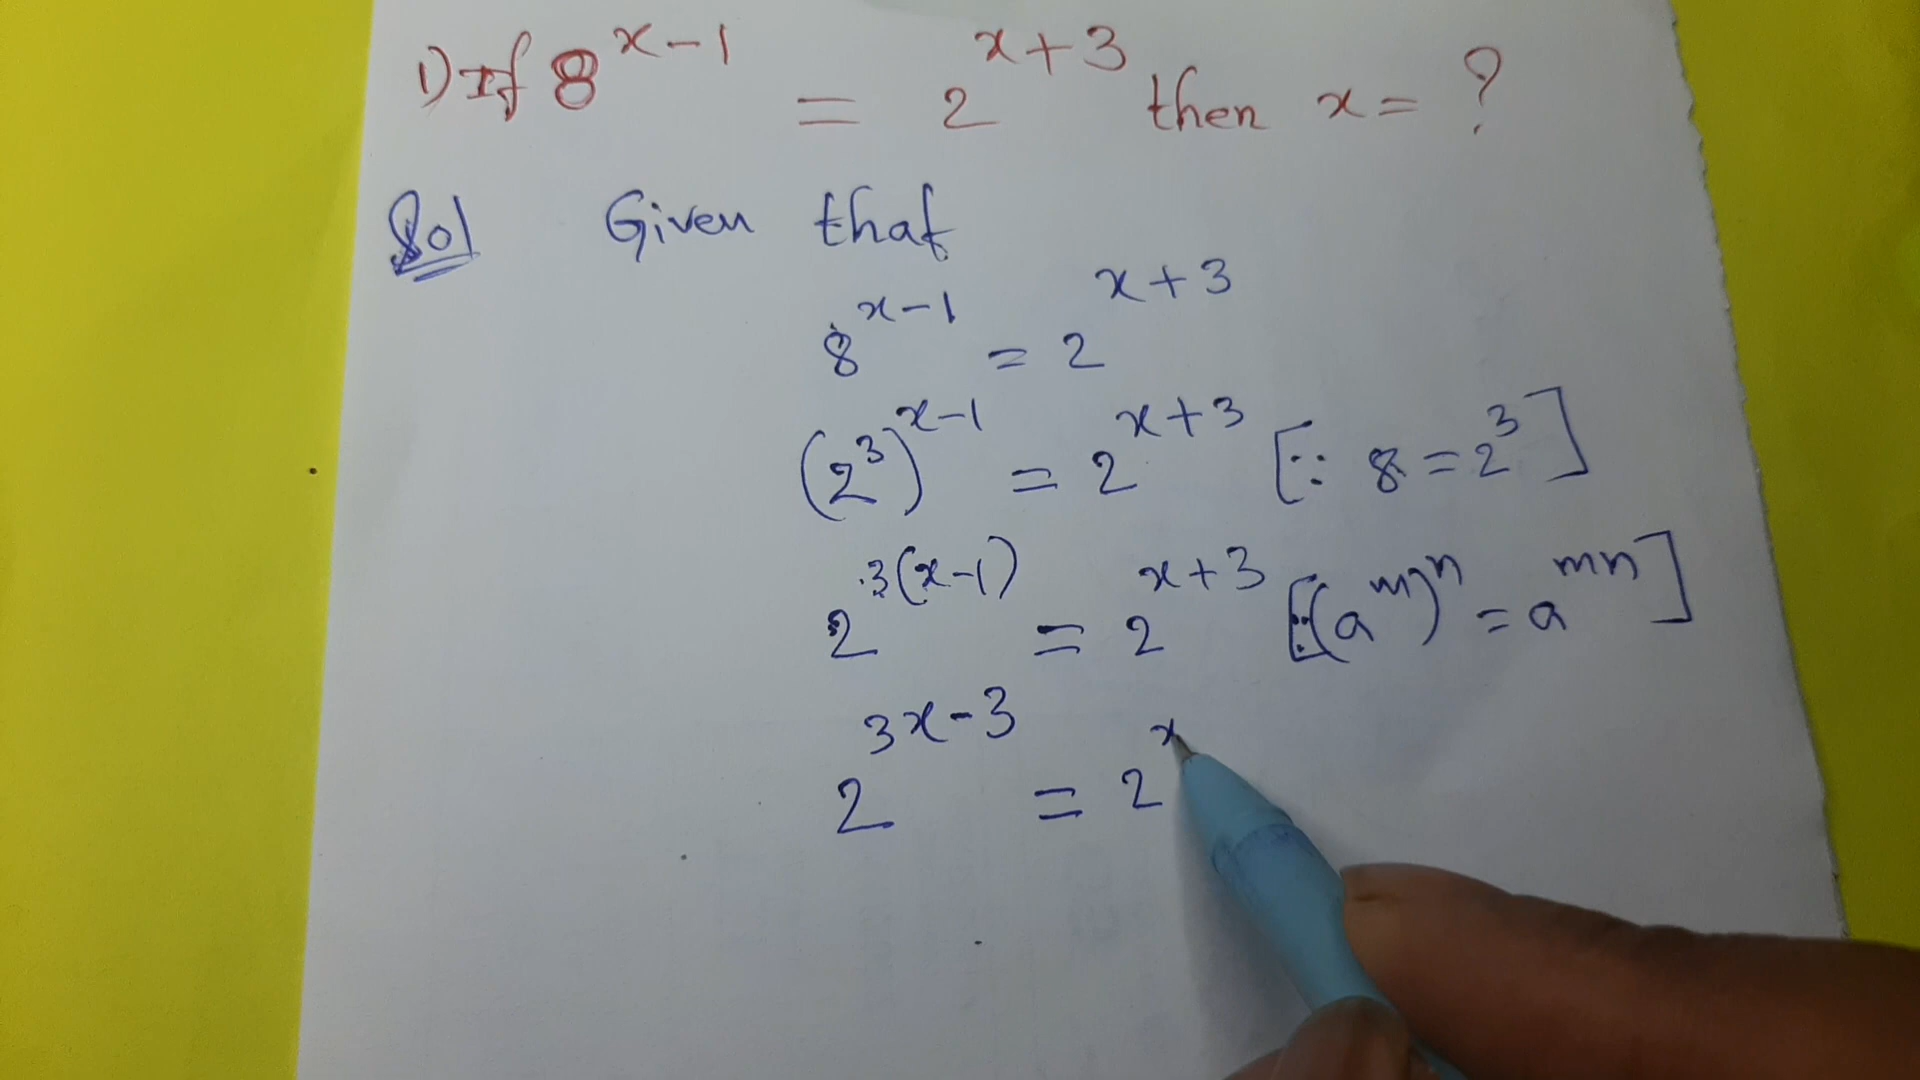 1) If 8^{x-1} = 2^{x+3} then x = ?
Sol Given that
8^{x-1} = 2^{x+3}
(2^3)^{x-1} = 2^{x+3} [∵ 8 = 2^3]
2^{3(x-1)} = 2^{x+3} [∵ (a^m)^n = a^{mn}]
2^{3x-3} = 2^x